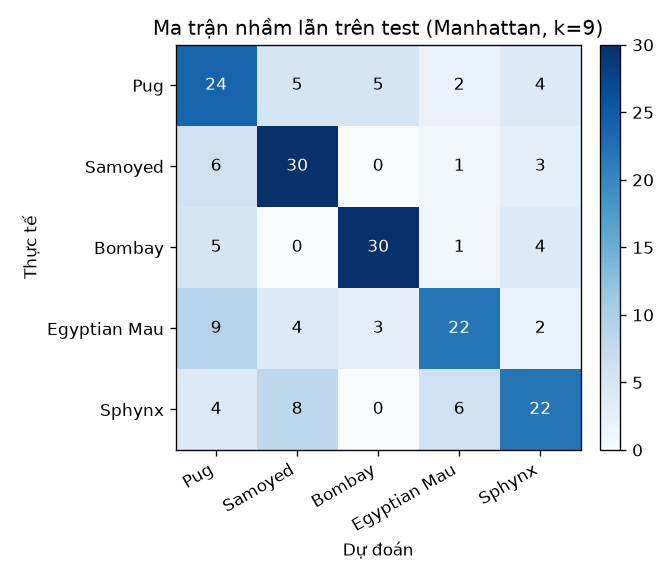 Ma trận nhầm lẫn trên test (Manhattan, k=9)
Thực tế
Pug 24 5 5 2 4
Samoyed 6 30 0 1 3
Bombay 5 0 30 1 4
Egyptian Mau 9 4 3 22 2
Sphynx 4 8 0 6 22
Pug Samoyed Bombay Egyptian Mau Sphynx
Dự đoán
30
25
20
15
10
5
0